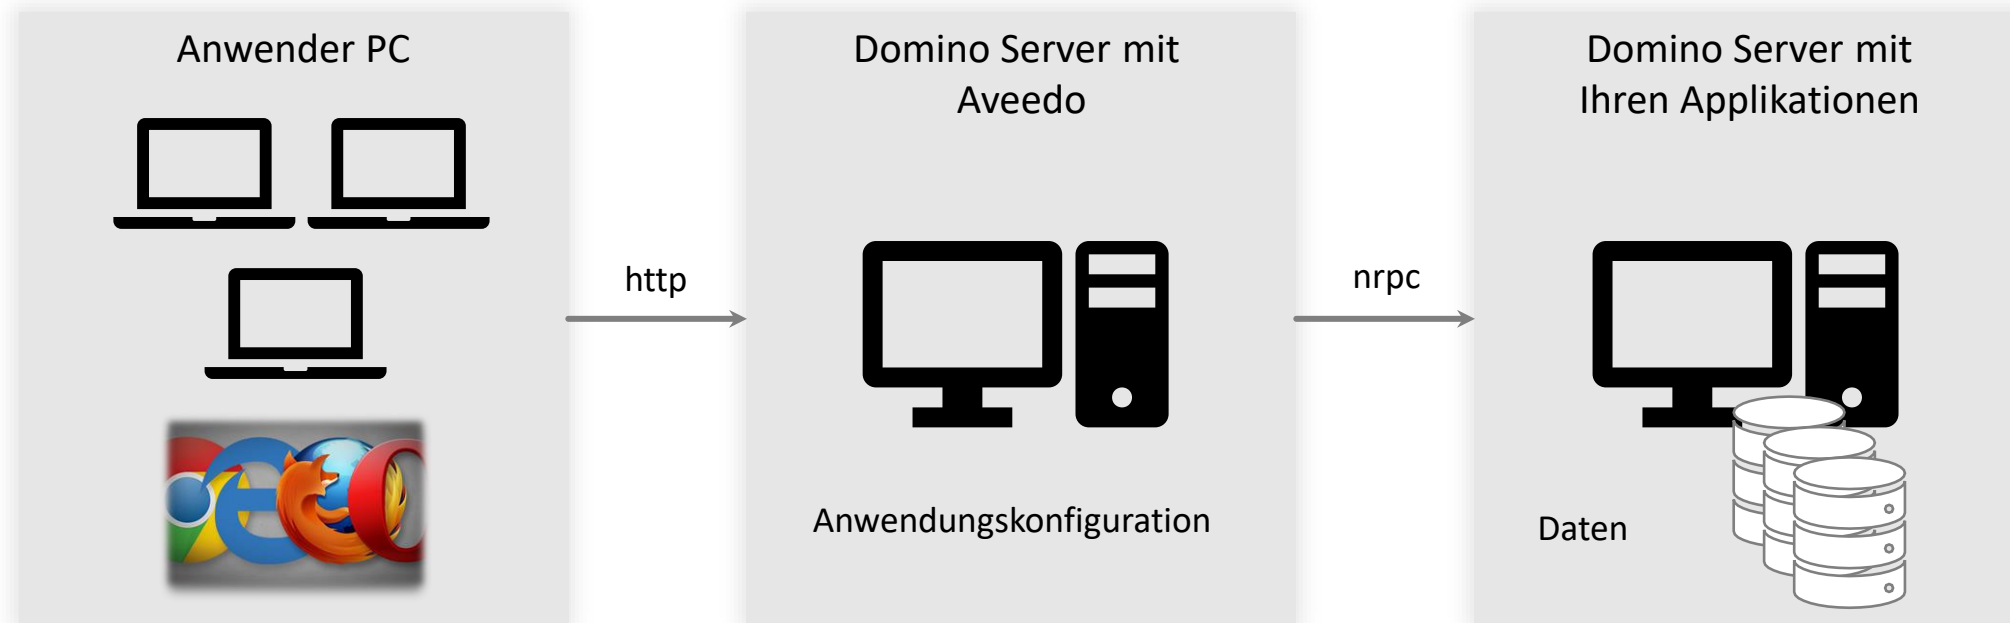 Anwender PC
http
Domino Server mit
Aveedo
Anwendungskonfiguration
nrpc
Domino Server mit
Ihren Applikationen
Daten